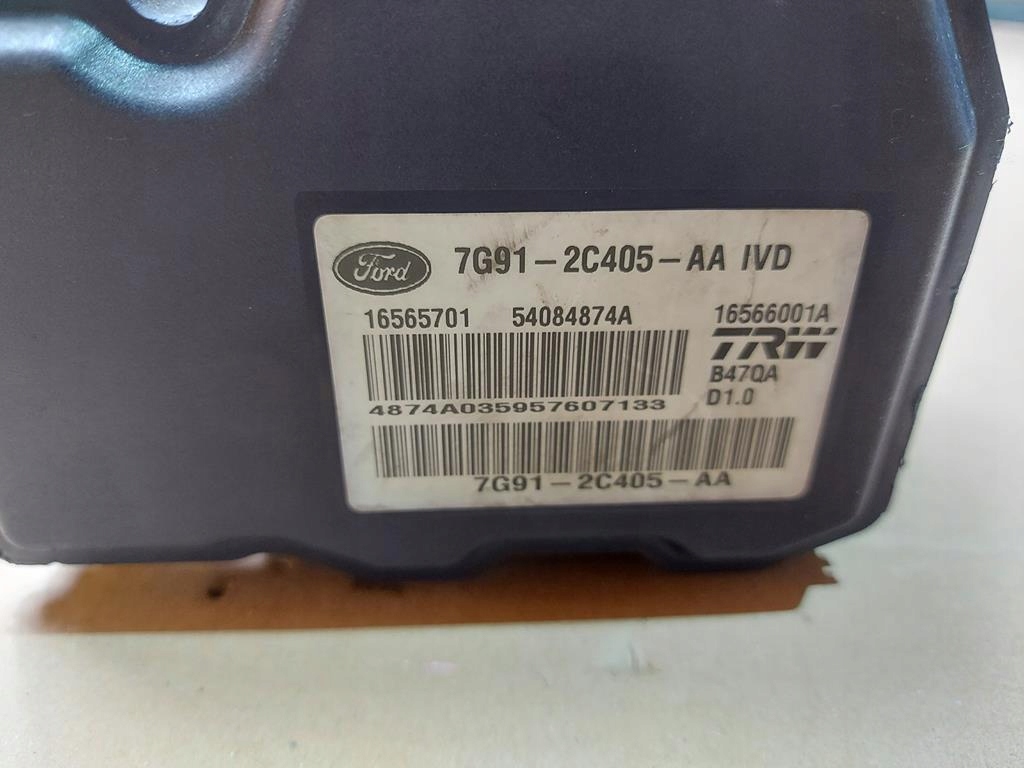 Ford 7G91-2C405-AA IVD
16565701 54084874A 16566001A
TRW
B47QA
4874A035957607133 D1.0
7G91-2C405-AA